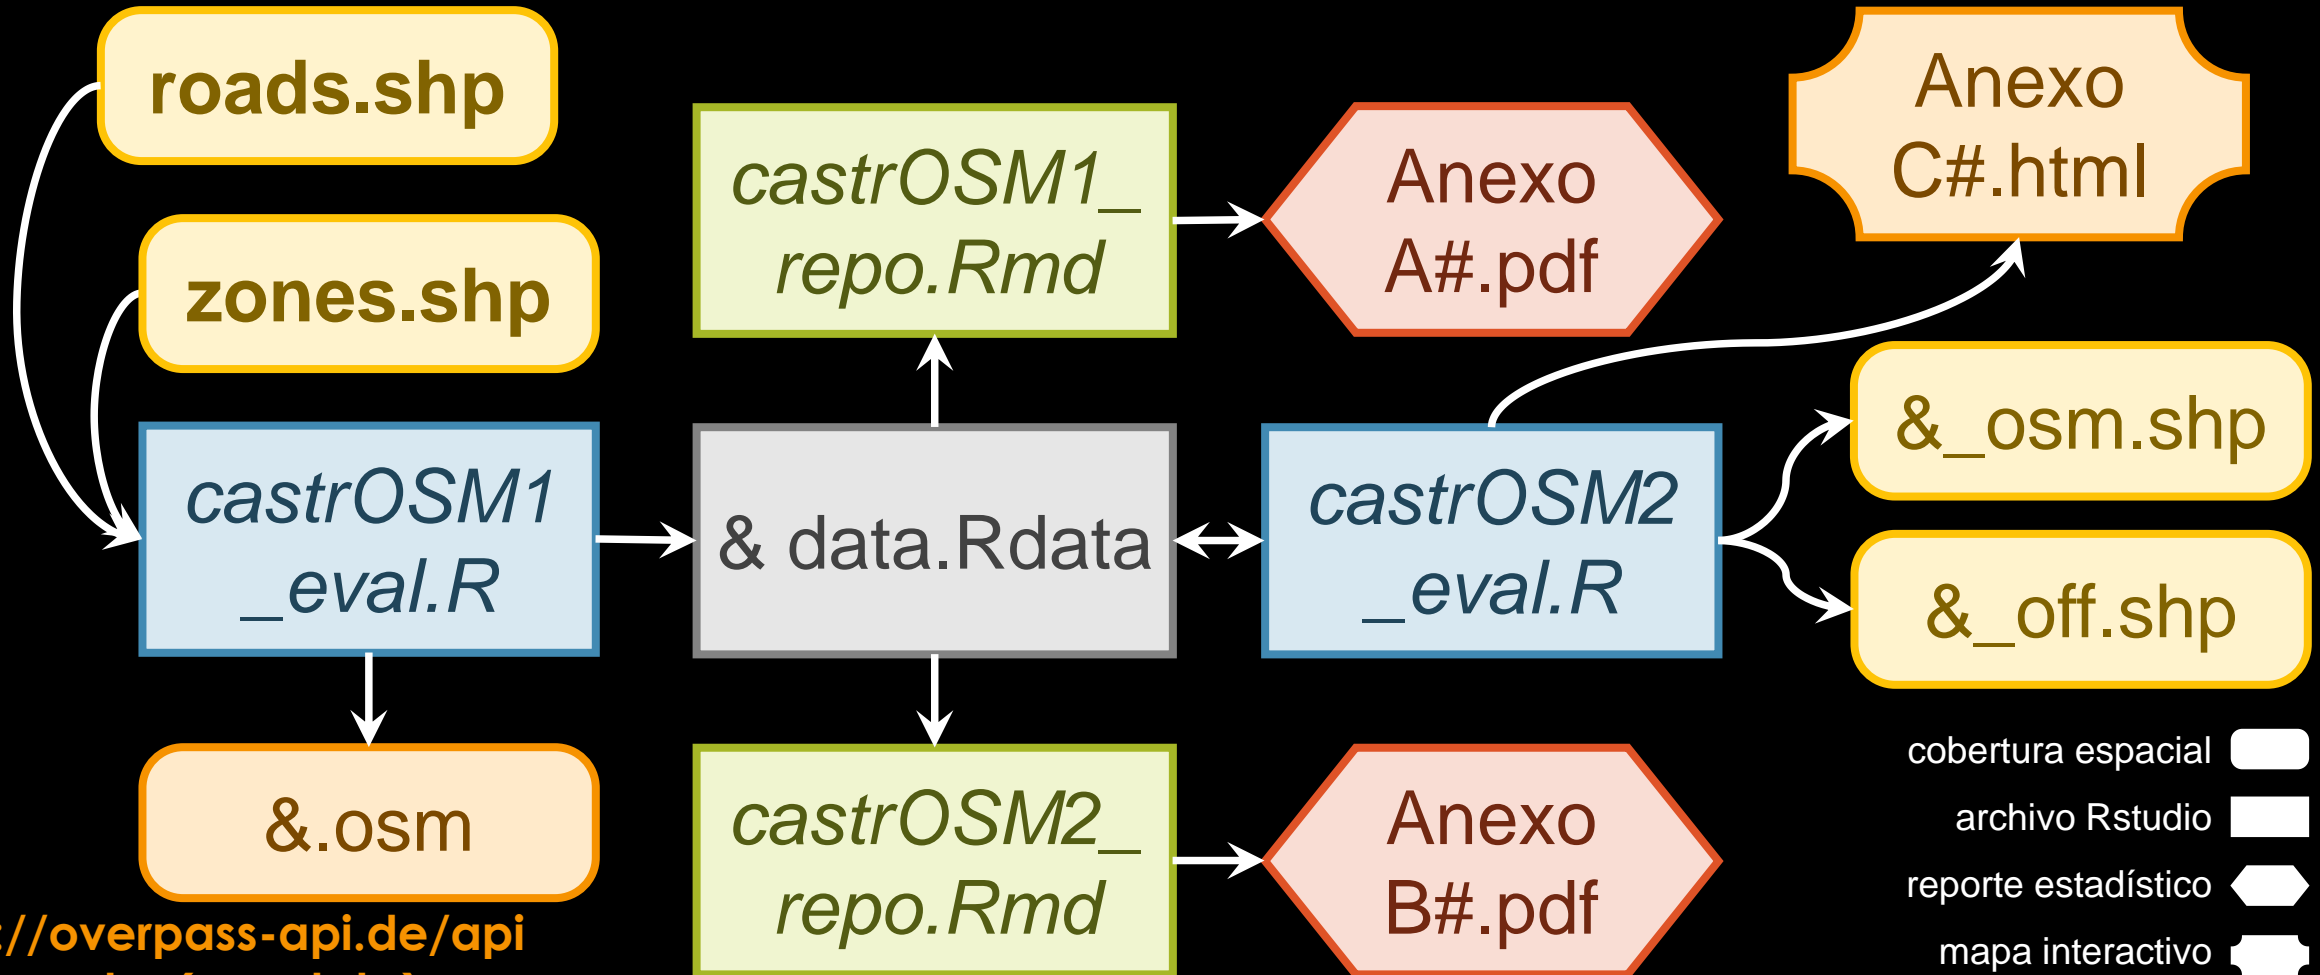 roads.shp
zones.shp
castrOSM1
_eval.R
&.osm
://overpass-api.de/api
castrOSM1_
repo.Rmd
& data.Rdata
castrOSM2_
repo.Rmd
Anexo
A#.pdf
castrOSM2
_eval.R
Anexo
B#.pdf
Anexo
C#.html
&_osm.shp
&_off.shp
cobertura espacial
archivo Rstudio
reporte estadístico
mapa interactivo